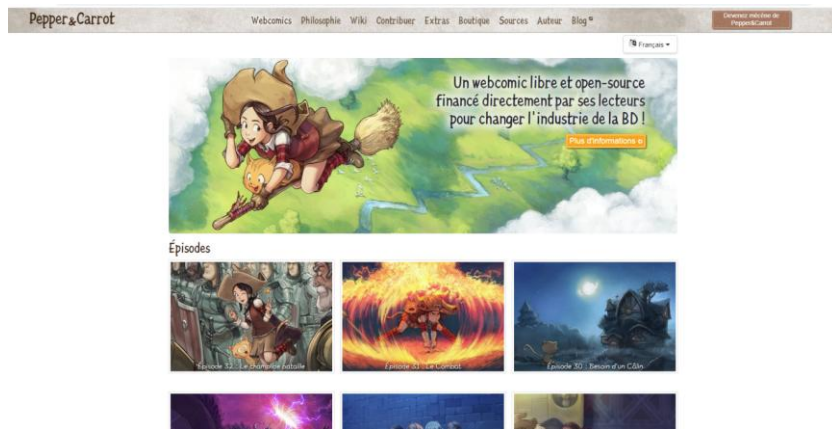 Pepper&Carrot
Webcomics Philosophie Wiki Contribuer Extras Boutique Sources Auteur Blog
Devenez mécène de
Pepper&Carrot
Français
Un webcomic libre et open-source
financé directement par ses lecteurs
pour changer l'industrie de la BD !
Plus d'informations
Épisodes
Épisode 32 : Le champ de bataille
Épisode 31 : Le Combat
Épisode 30 : Besoin d'un Câlin